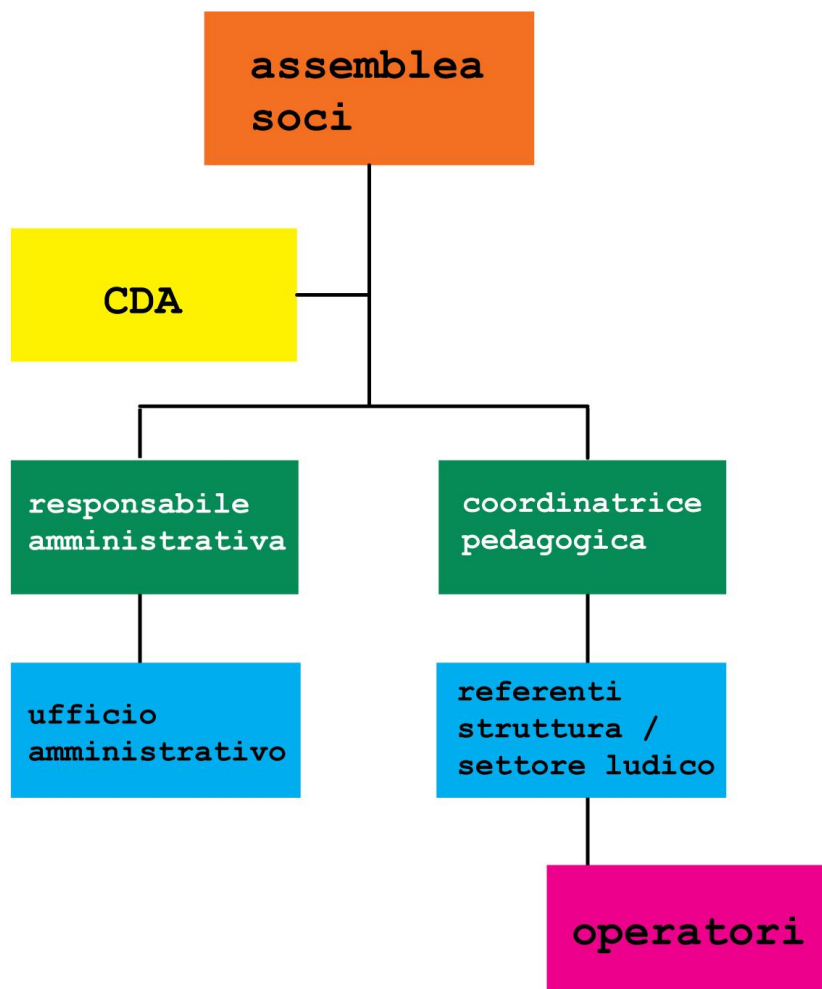 assemblea
soci
CDA
responsabile
amministrativa
coordinatrice
pedagogica
ufficio
amministrativo
referenti
struttura /
settore ludico
operatori